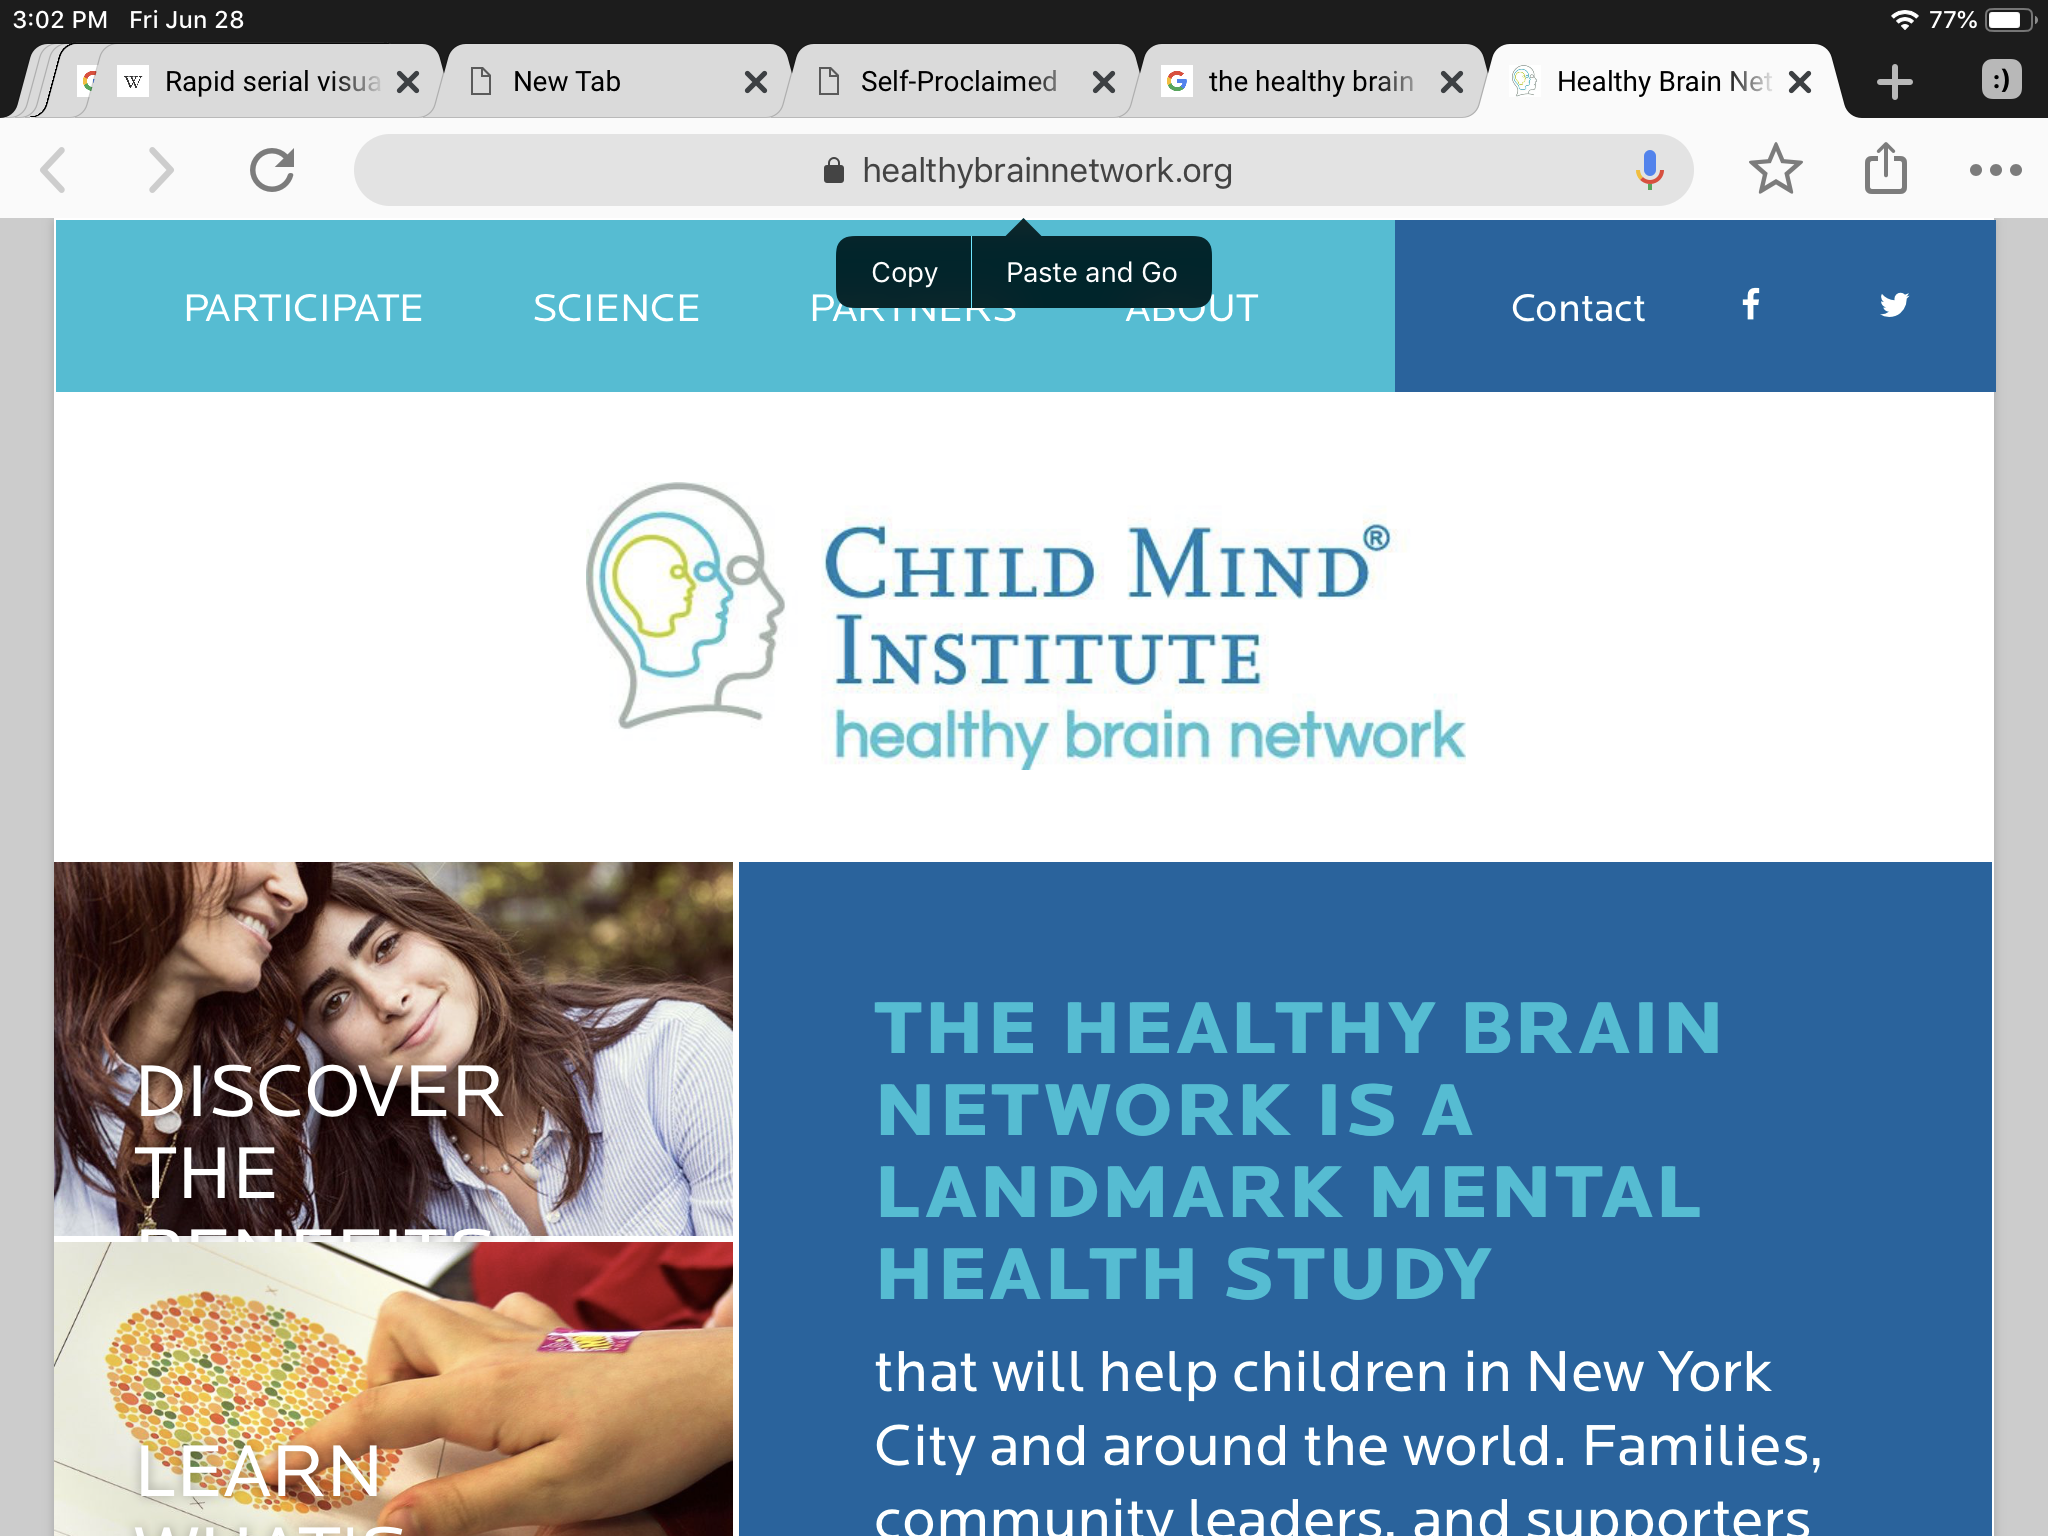 3:02 PM Fri Jun 28
77%
Rapid serial visua
New Tab
Self-Proclaimed
the healthy brain
Healthy Brain Net
:)
healthybrainnetwork.org
Copy Paste and Go
PARTICIPATE SCIENCE PARTNERS ABOUT Contact
CHILD MIND®
INSTITUTE
healthy brain network
DISCOVER
THE
BENEFITS
LEARN
WHAT'S
THE HEALTHY BRAIN
NETWORK IS A
LANDMARK MENTAL
HEALTH STUDY
that will help children in New York
City and around the world. Families,
community leaders, and supporters